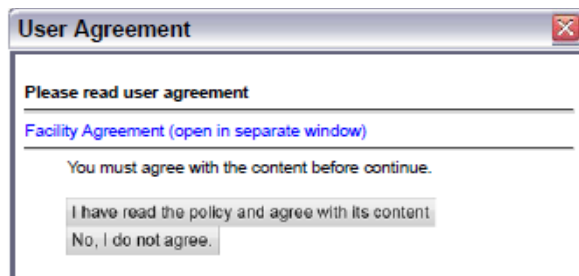 User Agreement
Please read user agreement
Facility Agreement (open in separate window)
You must agree with the content before continue.
I have read the policy and agree with its content
No, I do not agree.